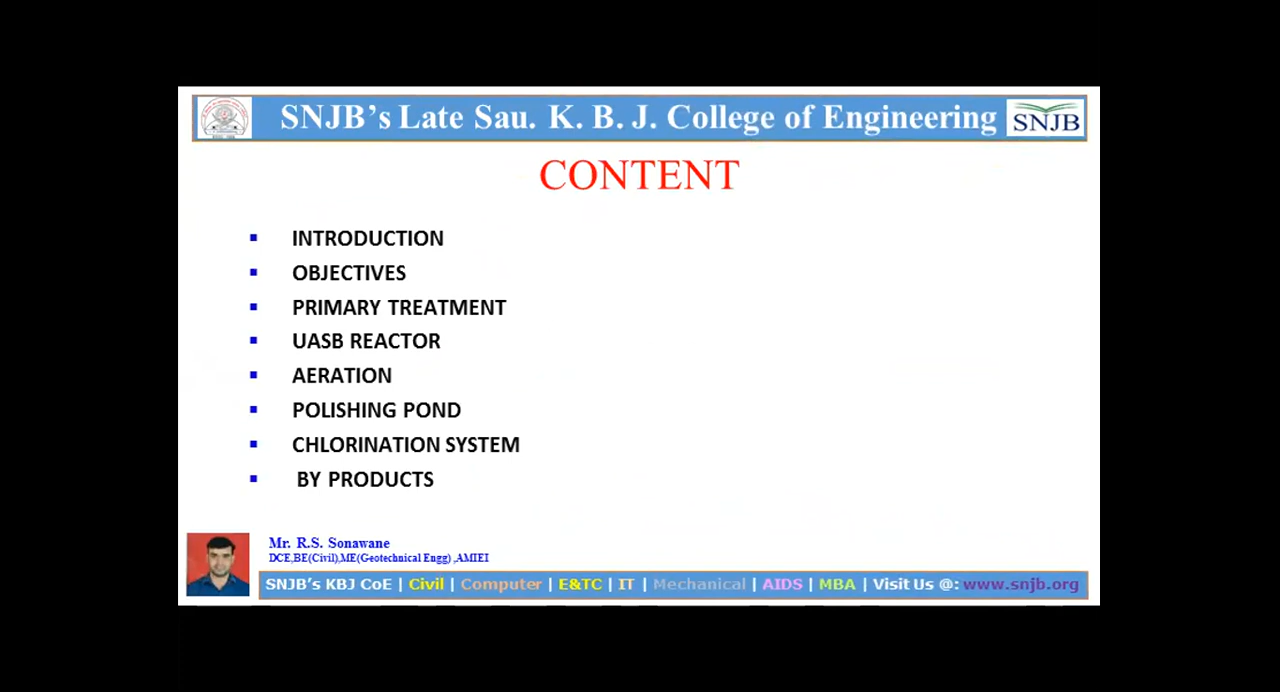 SNJB's Late Sau. K. B. J. College of Engineering
SNJB
CONTENT
▪ INTRODUCTION
▪ OBJECTIVES
▪ PRIMARY TREATMENT
▪ UASB REACTOR
▪ AERATION
▪ POLISHING POND
▪ CHLORINATION SYSTEM
▪ BY PRODUCTS
Mr. R.S. Sonawane
DCE,BE(Civil),ME(Geotechnical Engg) ,AMIEI
SNJB's KBJ CoE | Civil | Computer | E&TC | IT | Mechanical | AIDS | MBA | Visit Us @: www.snjb.org